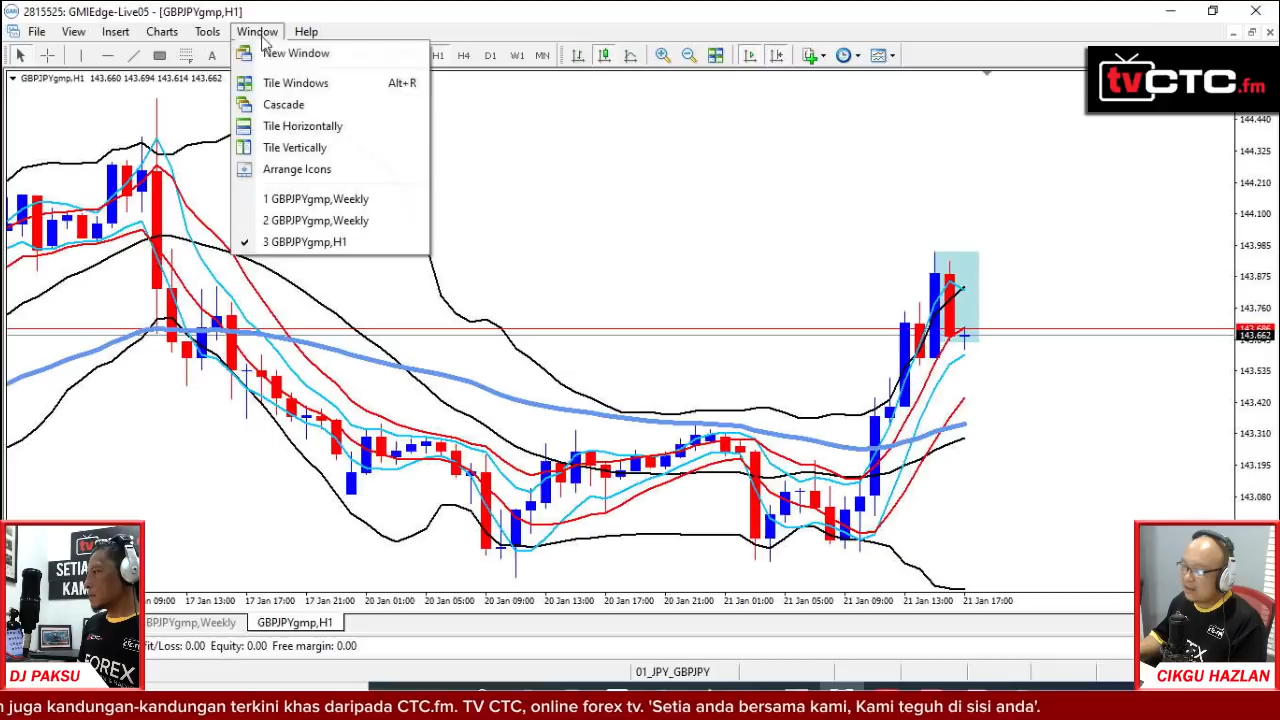 2815525: GMIEdge-Live05 - [GBPJPYgmp,H1]
File View Insert Charts Tools Window Help
A H1 H4 D1 W1 MN
GBPJPYgmp,H1 143.660 143.694 143.614 143.662
New Window
Tile Windows Alt+R
Cascade
Tile Horizontally
Tile Vertically
Arrange Icons
1 GBPJPYgmp,Weekly
2 GBPJPYgmp,Weekly
3 GBPJPYgmp,H1
tvCTC.fm
144.440
144.325
144.210
144.100
143.985
143.875
143.760
143.686
143.662
143.535
143.420
143.310
143.195
143.080
09:00 17 Jan 13:00 17 Jan 17:00 17 Jan 21:00 20 Jan 01:00 20 Jan 05:00 20 Jan 09:00 20 Jan 13:00 20 Jan 17:00 20 Jan 21:00 21 Jan 01:00 21 Jan 05:00 21 Jan 09:00 21 Jan 13:00 21 Jan 17:00
GBPJPYgmp,Weekly GBPJPYgmp,H1
fit/Loss: 0.00 Equity: 0.00 Free margin: 0.00
01_JPY_GBPJPY
tvCTC
SETIA
KAM
FOREX
DJ PAKSU
CIKGU HAZLAN
juga kandungan-kandungan terkini khas daripada CTC.fm. TV CTC, online forex tv. 'Setia anda bersama kami, Kami teguh di sisi anda'.